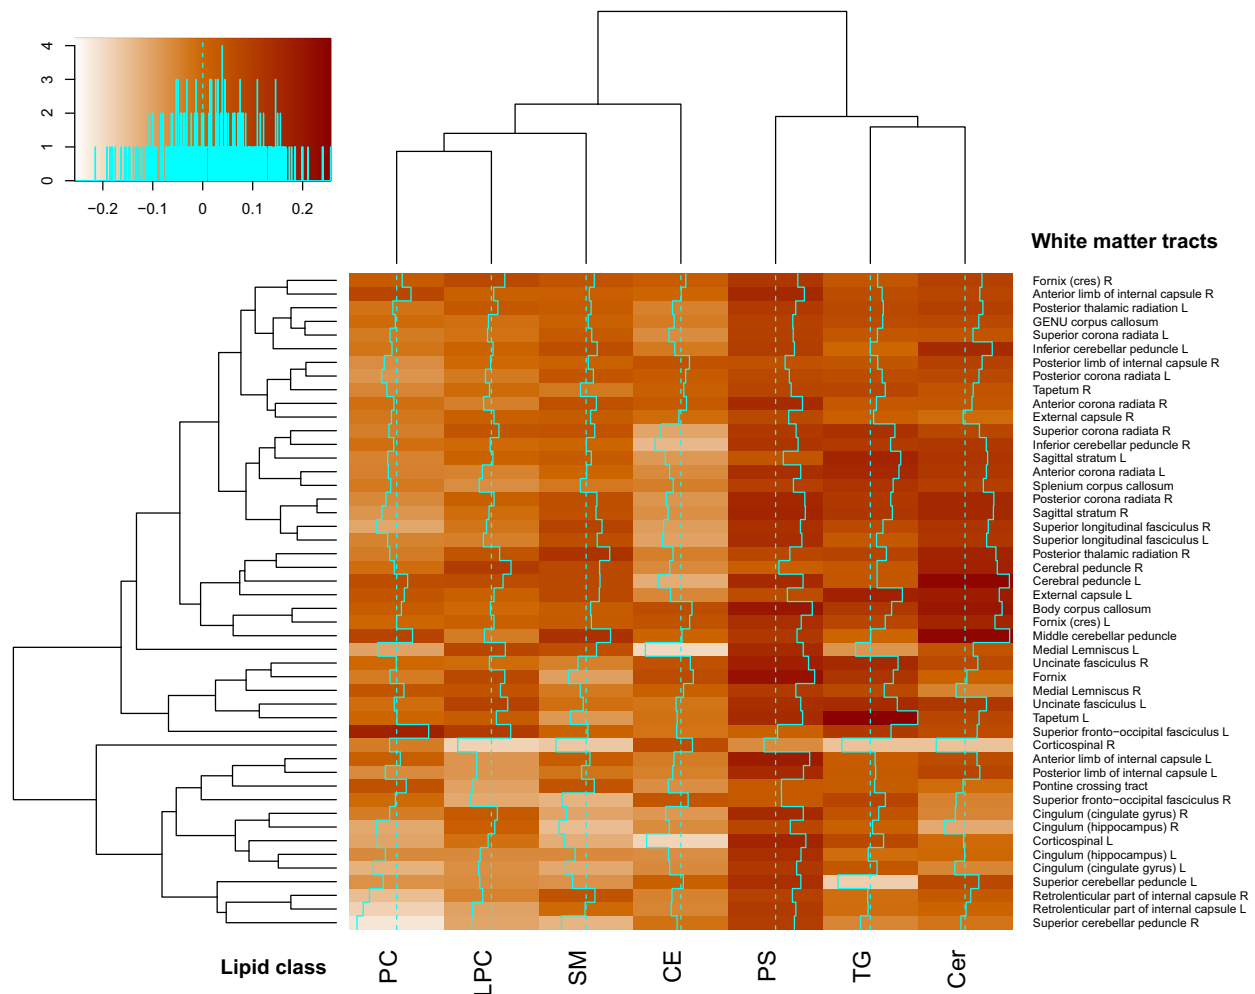 4
3
2
1
0
−0.2 −0.1 0 0.1 0.2
White matter tracts
Fornix (cres) R
Anterior limb of internal capsule R
Posterior thalamic radiation L
GENU corpus callosum
Superior corona radiata L
Inferior cerebellar peduncle L
Posterior limb of internal capsule R
Posterior corona radiata L
Tapetum R
Anterior corona radiata R
External capsule R
Superior corona radiata R
Inferior cerebellar peduncle R
Sagittal stratum L
Anterior corona radiata L
Splenium corpus callosum
Posterior corona radiata R
Sagittal stratum R
Superior longitudinal fasciculus R
Superior longitudinal fasciculus L
Posterior thalamic radiation R
Cerebral peduncle R
Cerebral peduncle L
External capsule L
Body corpus callosum
Fornix (cres) L
Middle cerebellar peduncle
Medial Lemniscus L
Uncinate fasciculus R
Fornix
Medial Lemniscus R
Uncinate fasciculus L
Tapetum L
Superior fronto−occipital fasciculus L
Corticospinal R
Anterior limb of internal capsule L
Posterior limb of internal capsule L
Pontine crossing tract
Superior fronto−occipital fasciculus R
Cingulum (cingulate gyrus) R
Cingulum (hippocampus) R
Corticospinal L
Cingulum (hippocampus) L
Cingulum (cingulate gyrus) L
Superior cerebellar peduncle L
Retrolenticular part of internal capsule R
Retrolenticular part of internal capsule L
Superior cerebellar peduncle R
Lipid class
PC
LPC
SM
CE
PS
TG
Cer